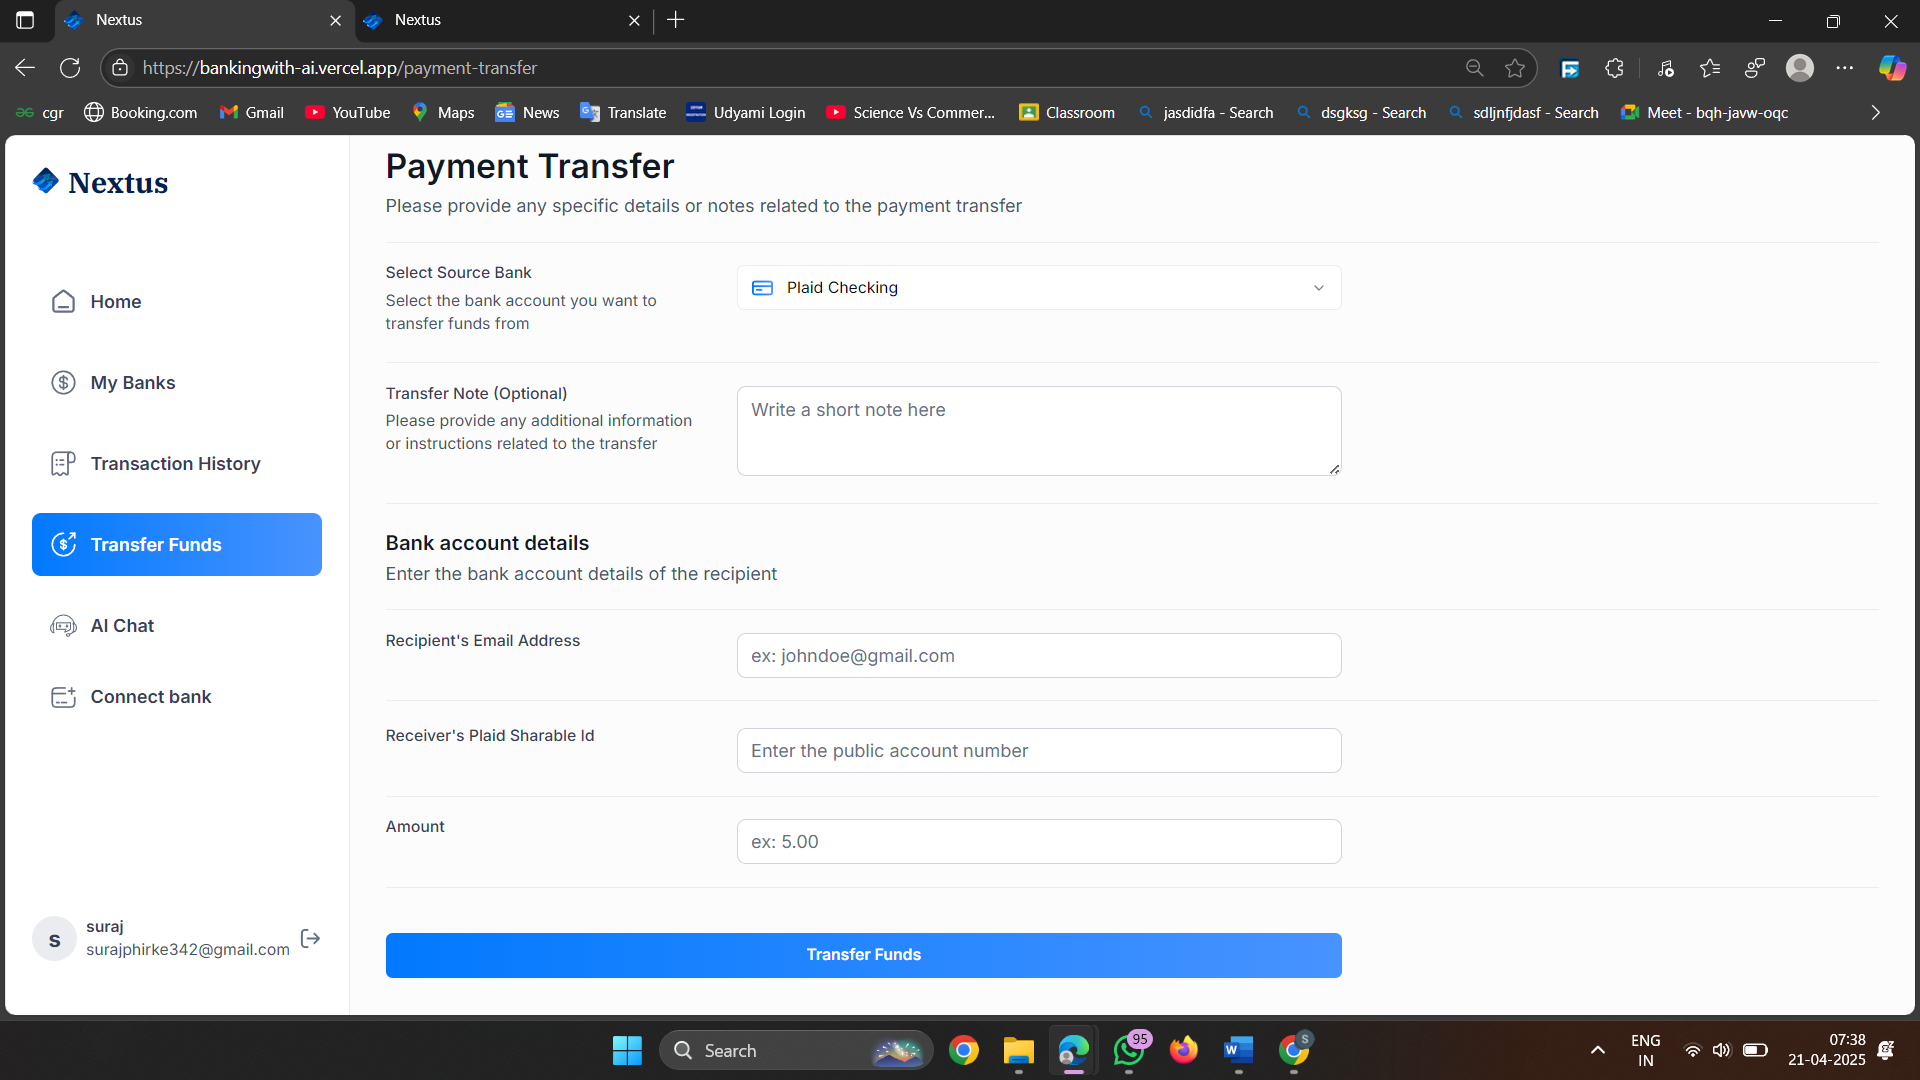 Nextus
Nextus
https://bankingwith-ai.vercel.app/payment-transfer
cgr
Booking.com
Gmail
YouTube
Maps
News
Translate
Udyami Login
Science Vs Commer...
Classroom
jasdidfa - Search
dsgksg - Search
sdljnfjdasf - Search
Meet - bqh-javw-oqc
Nextus
Home
My Banks
Transaction History
Transfer Funds
AI Chat
Connect bank
s
suraj
surajphirke342@gmail.com
Payment Transfer
Please provide any specific details or notes related to the payment transfer
Select Source Bank
Select the bank account you want to
transfer funds from
Plaid Checking
Transfer Note (Optional)
Please provide any additional information
or instructions related to the transfer
Write a short note here
Bank account details
Enter the bank account details of the recipient
Recipient's Email Address
ex: johndoe@gmail.com
Receiver's Plaid Sharable Id
Enter the public account number
Amount
ex: 5.00
Transfer Funds
Search
95
S
ENG
IN
07:38
21-04-2025